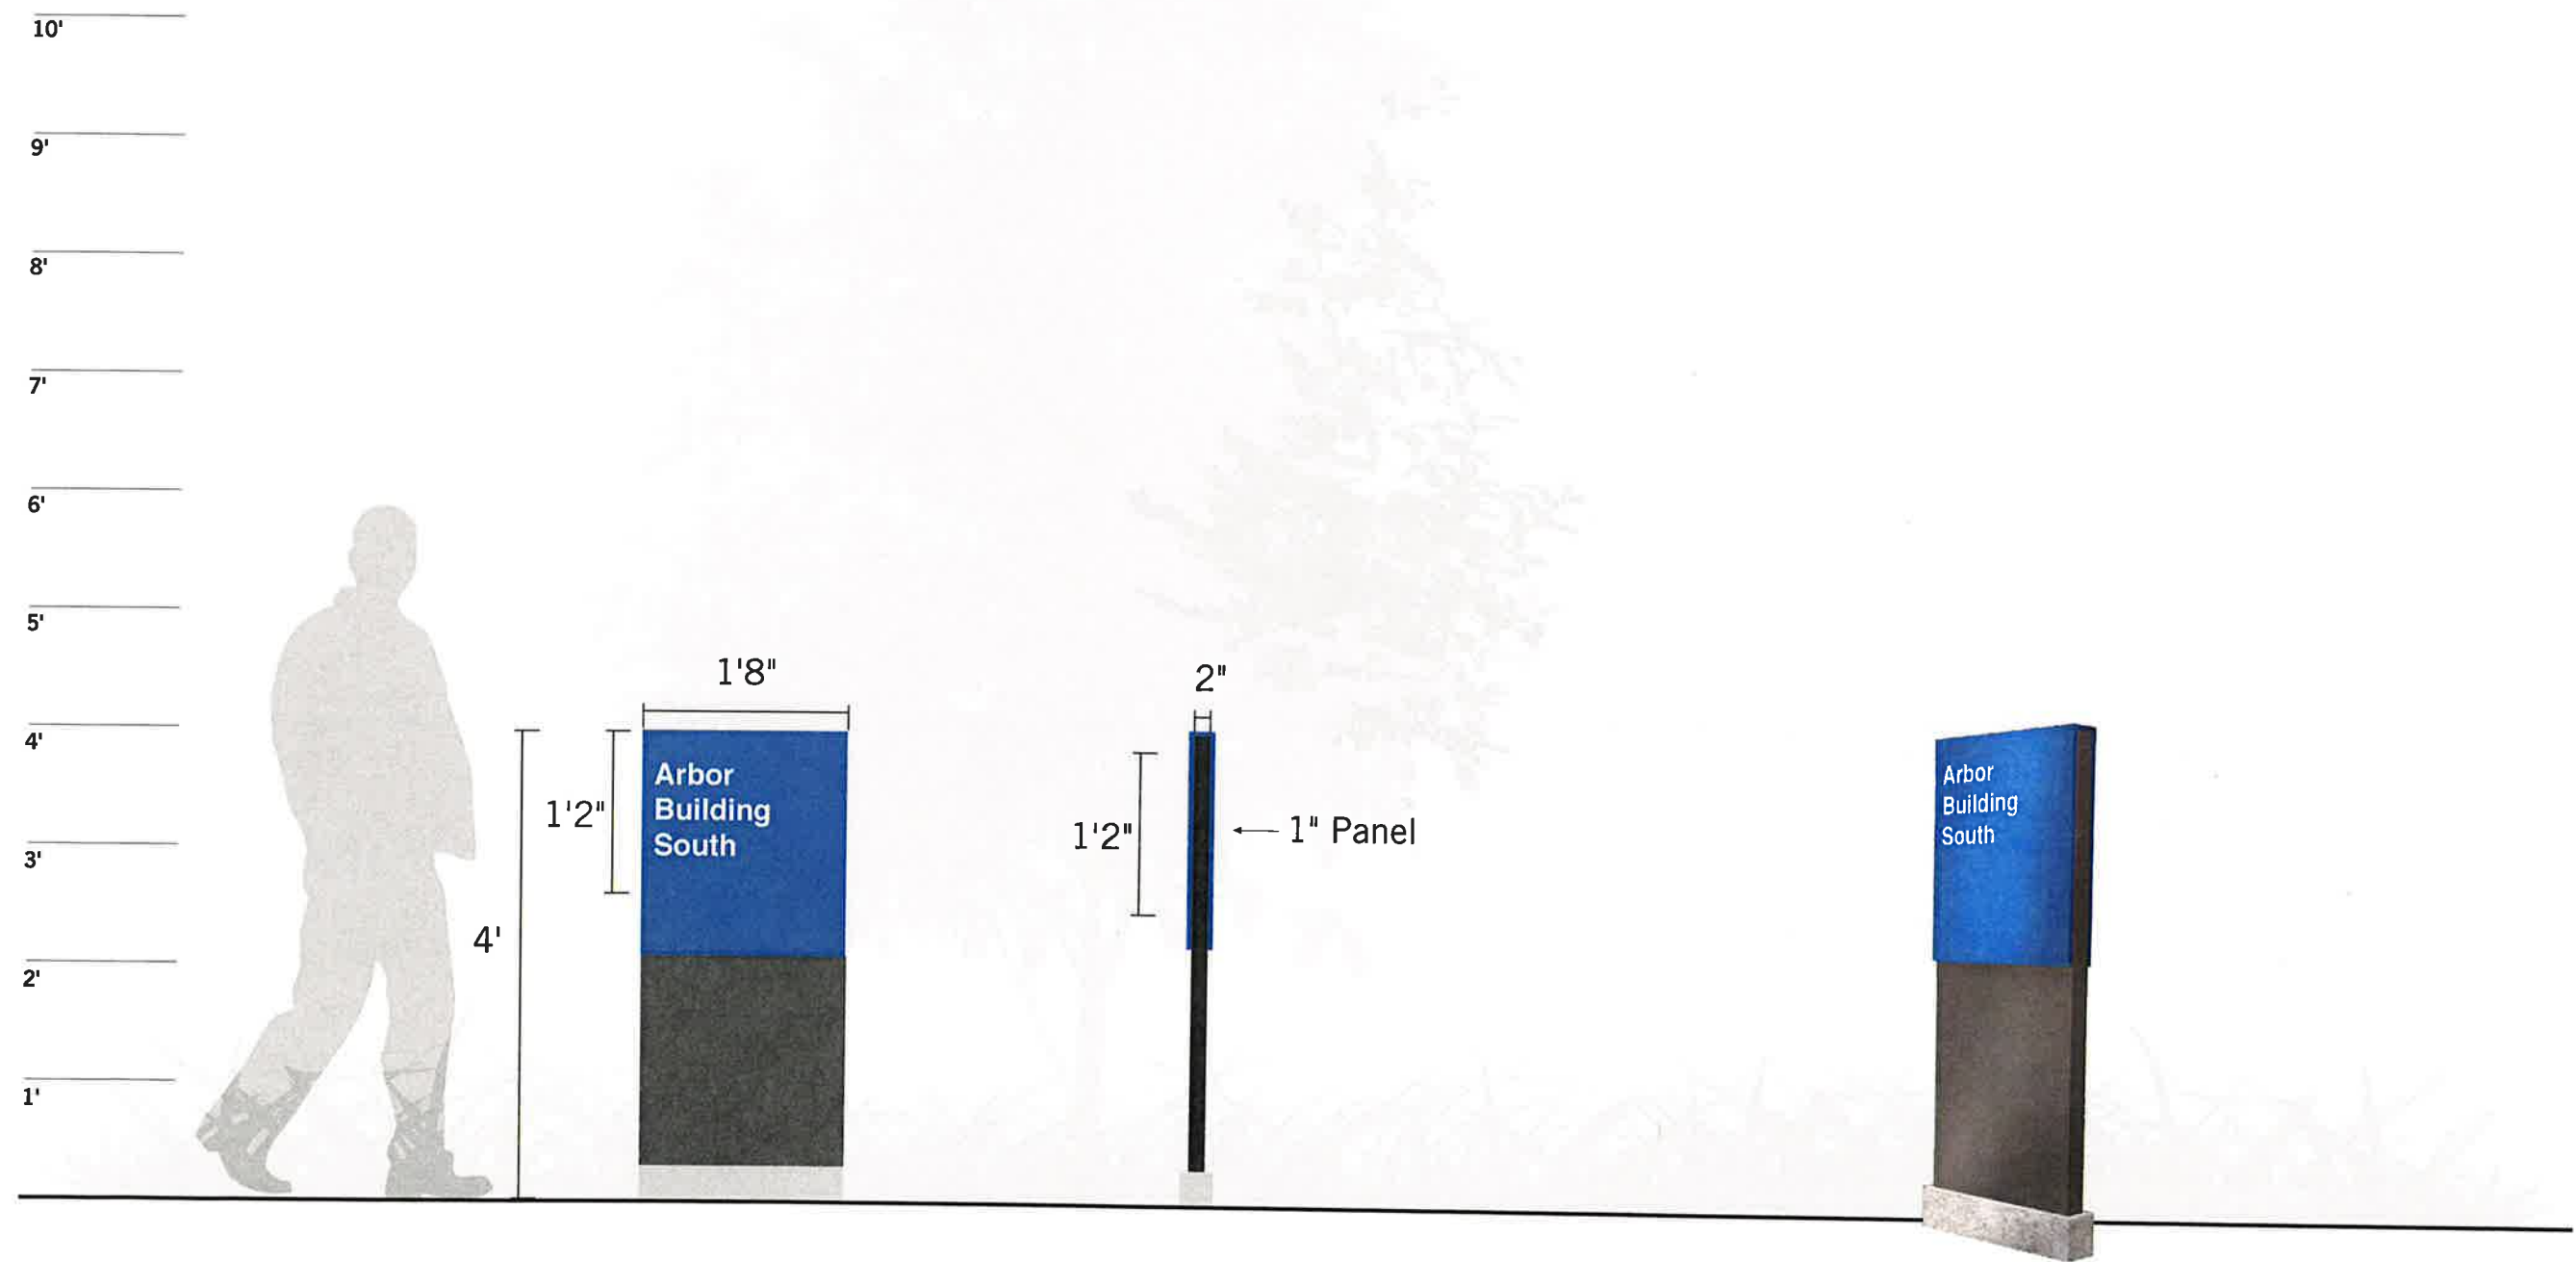 10'
9'
8'
7'
6'
5'
4'
3'
2'
1'
1'8"
1'2"
4'
Arbor
Building
South
2"
1'2"
1" Panel
Arbor
Building
South